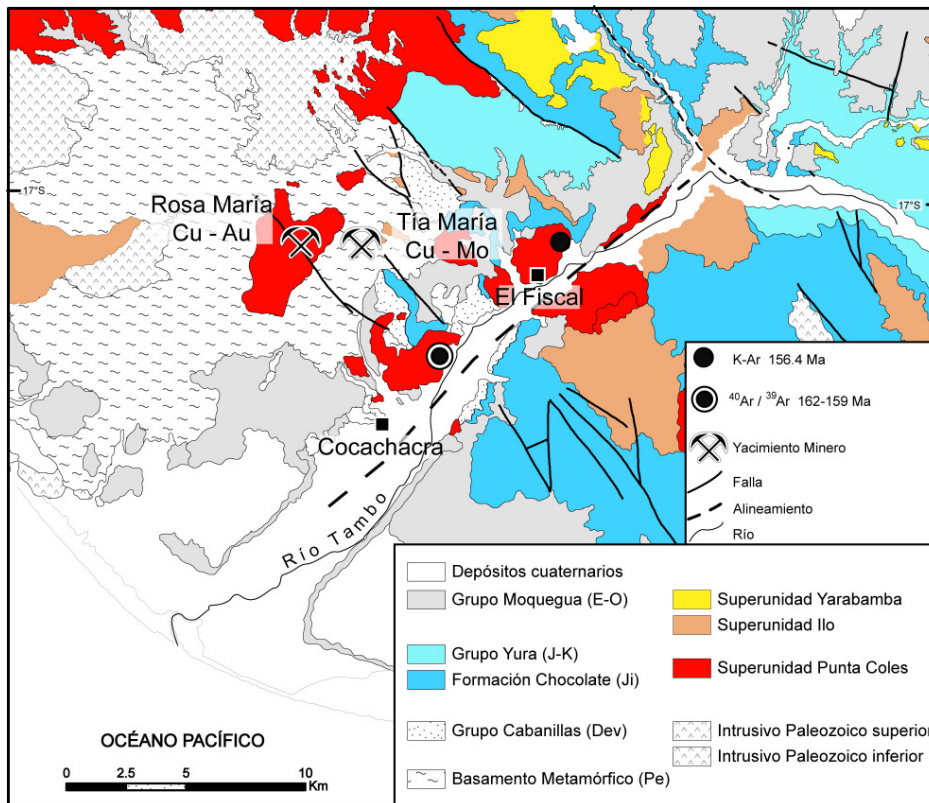 17°S
17°S
Rosa María
Cu - Au
Tía María
Cu - Mo
El Fiscal
Cocachacra
Río Tambo
K-Ar 156.4 Ma
40Ar / 39Ar 162-159 Ma
Yacimiento Minero
Falla
Alineamiento
Río
Depósitos cuaternarios
Grupo Moquegua (E-O)
Grupo Yura (J-K)
Formación Chocolate (Ji)
Grupo Cabanillas (Dev)
Basamento Metamórfico (Pe)
Superunidad Yarabamba
Superunidad Ilo
Superunidad Punta Coles
Intrusivo Paleozoico superior
Intrusivo Paleozoico inferior
OCÉANO PACÍFICO
0 2.5 5 10
Km